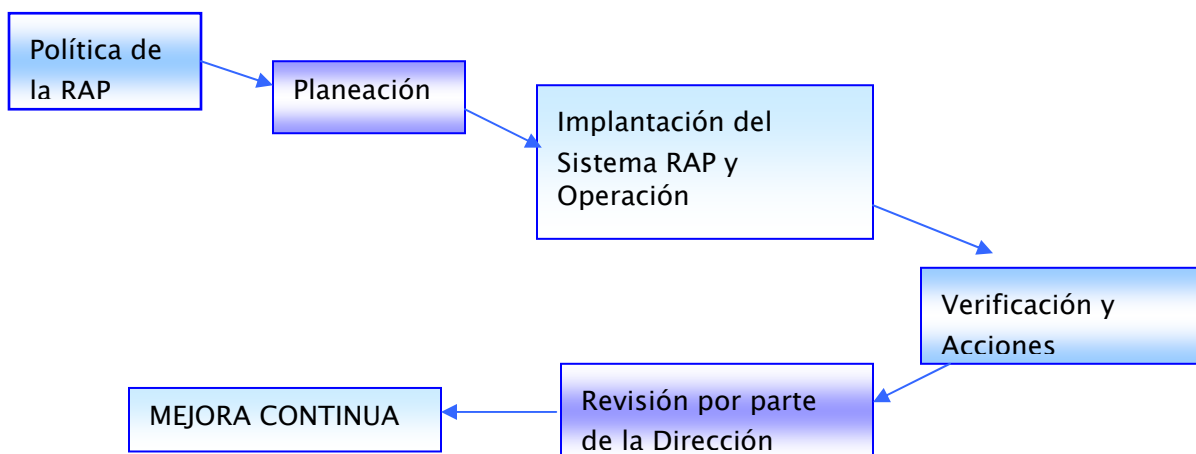 Política de
la RAP
Planeación
Implantación del
Sistema RAP y
Operación
Verificación y
Acciones
Revisión por parte
de la Dirección
MEJORA CONTINUA